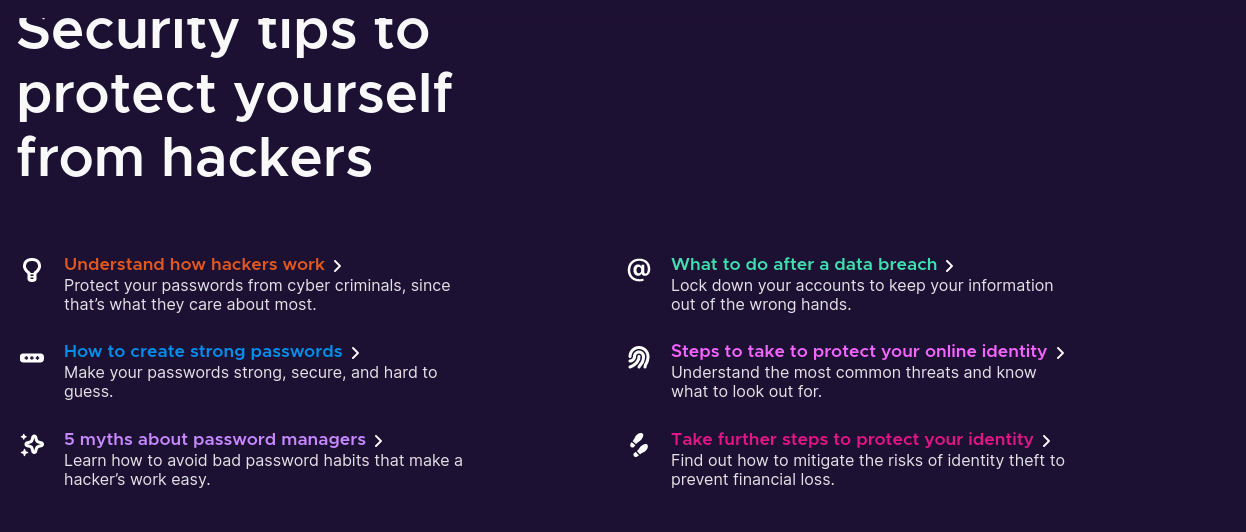 Security tips to
protect yourself
from hackers
Understand how hackers work
Protect your passwords from cyber criminals, since
that’s what they care about most.
How to create strong passwords
Make your passwords strong, secure, and hard to
guess.
5 myths about password managers
Learn how to avoid bad password habits that make a
hacker’s work easy.
@
What to do after a data breach
Lock down your accounts to keep your information
out of the wrong hands.
Steps to take to protect your online identity
Understand the most common threats and know
what to look out for.
Take further steps to protect your identity
Find out how to mitigate the risks of identity theft to
prevent financial loss.